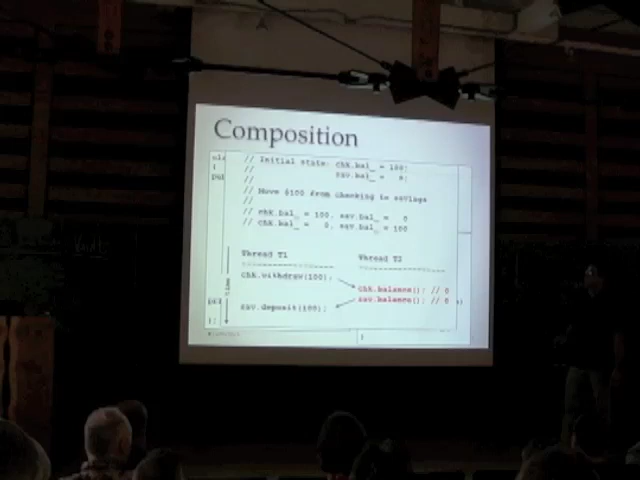 Composition
// Initial state: chk.bal_ = 100;
// sav.bal_ = 0;
//
// Move $100 from checking to savings
//
// chk.bal_ = 100, sav.bal_ = 0
// chk.bal_ = 0, sav.bal_ = 100
Thread T1 Thread T2
chk.withdraw(100);
chk.balance(); // 0
sav.balance(); // 0
sav.deposit(100);
time
};
}